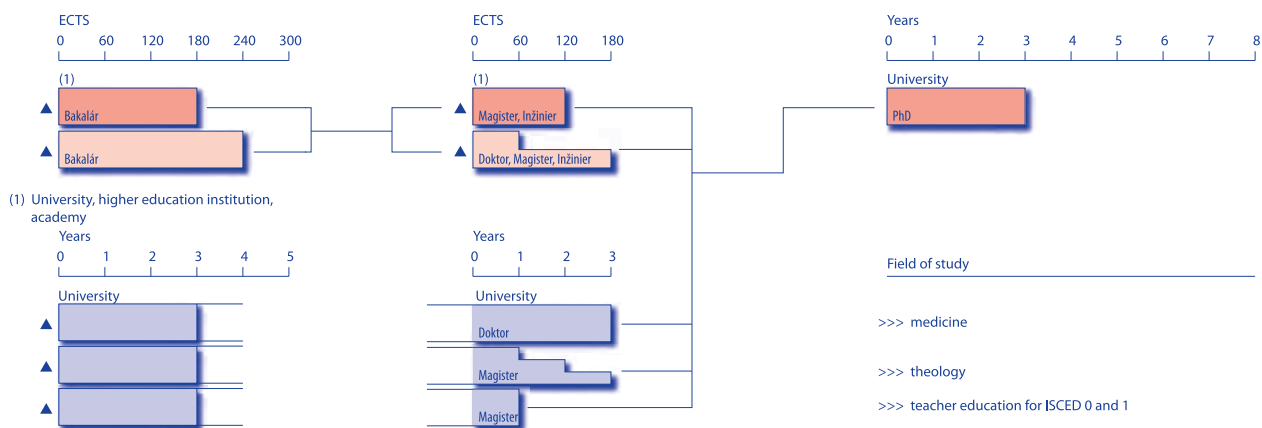 ECTS
0 60 120 180 240 300
(1)
Bakalár
Bakalár
ECTS
0 60 120 180
(1)
Magister, Inžinier
Doktor, Magister, Inžinier
Years
0 1 2 3 4 5 6 7 8
University
PhD
(1) University, higher education institution,
academy
Years
0 1 2 3 4 5
University
Years
0 1 2 3
University
Doktor
Magister
Magister
Field of study
>>> medicine
>>> theology
>>> teacher education for ISCED 0 and 1